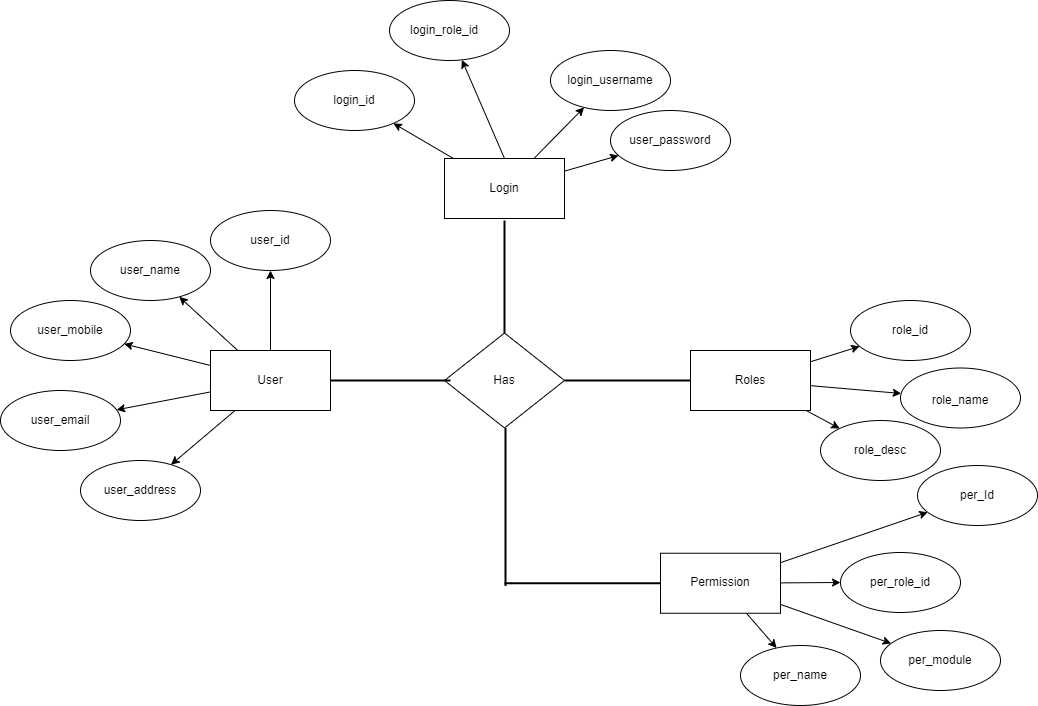 login_role_id
login_username
login_id
user_password
Login
user_id
user_name
user_mobile
role_id
User
Has
Roles
role_name
user_email
role_desc
user_address
per_Id
Permission
per_role_id
per_module
per_name